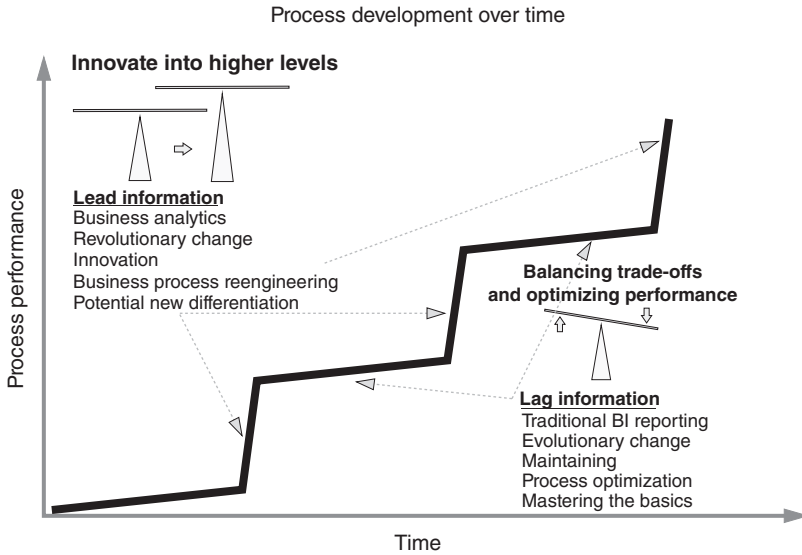 Process development over time
Innovate into higher levels
Lead information
Business analytics
Revolutionary change
Innovation
Business process reengineering
Potential new differentiation
Process performance
Balancing trade-offs
and optimizing performance
Lag information
Traditional BI reporting
Evolutionary change
Maintaining
Process optimization
Mastering the basics
Time